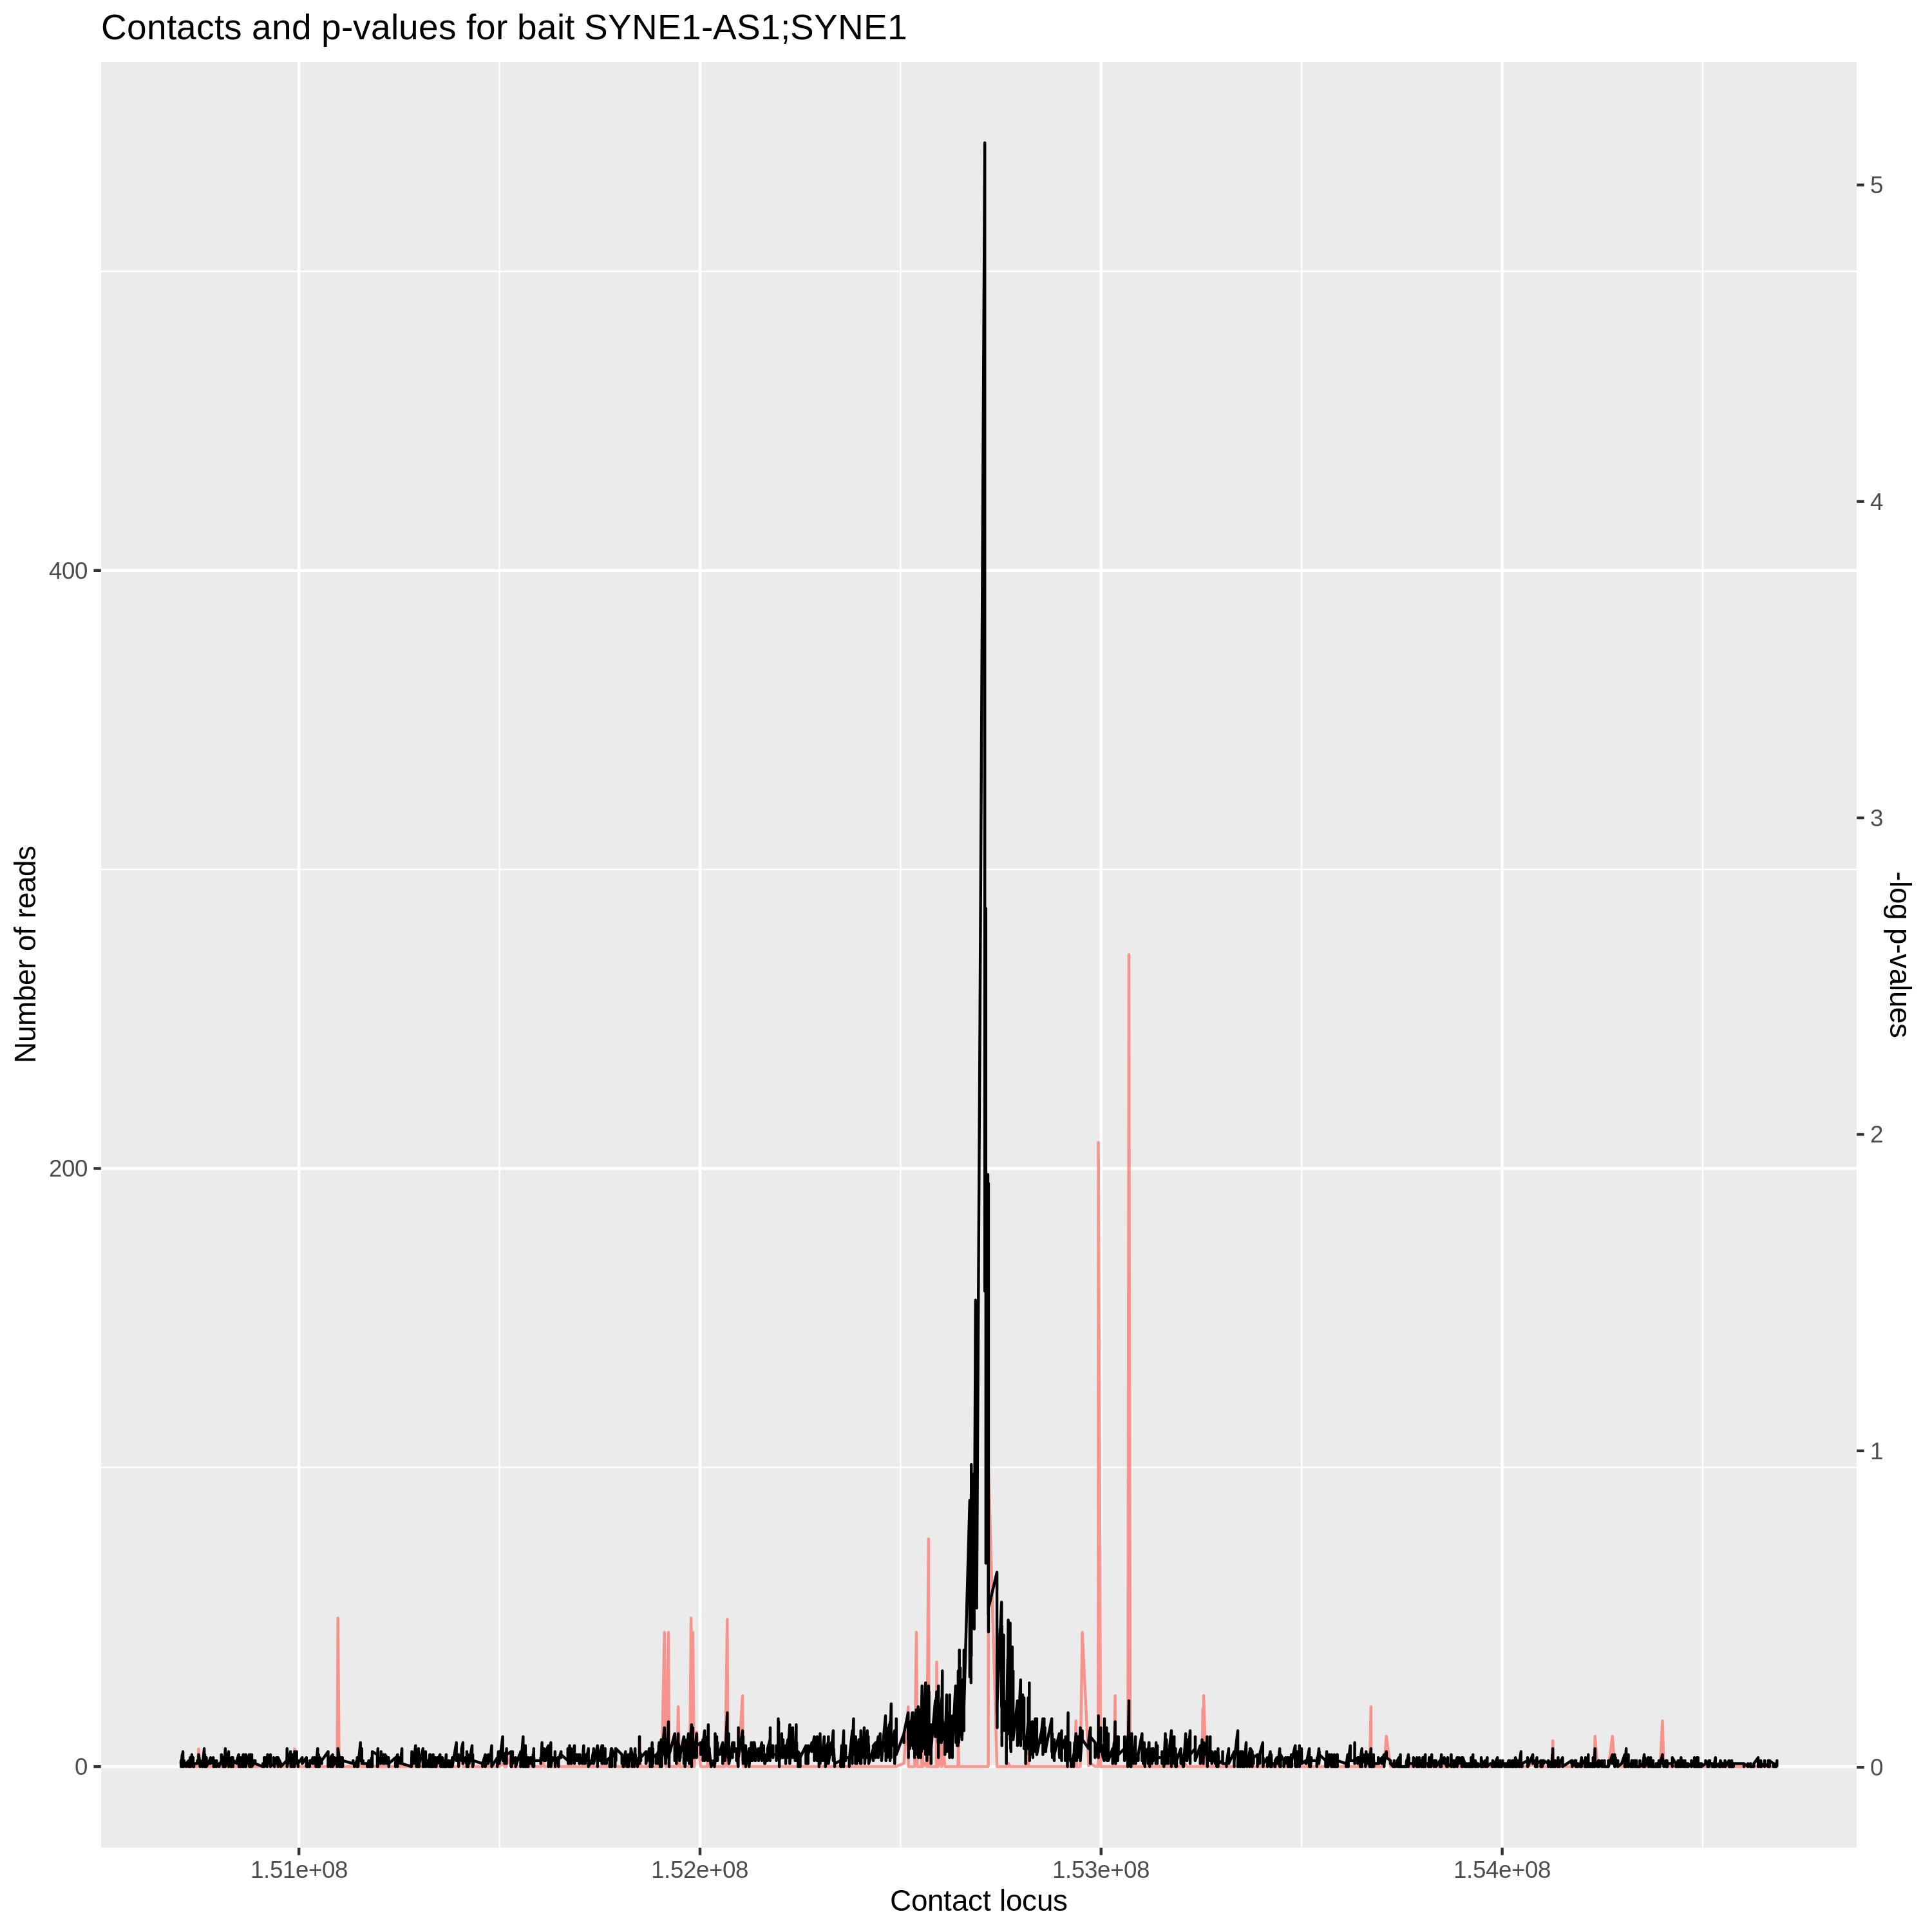 Contacts and p-values for bait SYNE1-AS1;SYNE1
Number of reads
400
200
0
5
4
3
2
1
0
-log p-values
1.51e+08 1.52e+08 1.53e+08 1.54e+08
Contact locus